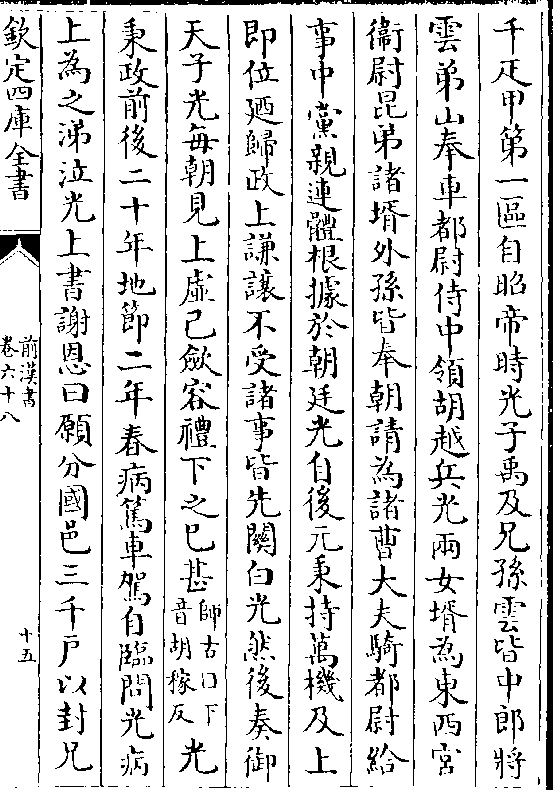 千疋甲第一區自昭帝時光子禹及兄孫雲皆中郎將
雲弟山奉車都尉侍中領胡越兵光兩女壻為東西宮
衞尉昆弟諸壻外孫皆奉朝請為諸曹大夫騎都尉給
事中黨親連體根據於朝廷光自後元秉持萬機及上
即位廼歸政上謙讓不受諸事皆先關白光然後奏御
天子光每朝見上虛己斂容禮下之已甚師古曰下音胡稼反光
秉政前後二十年地節二年春病篤車駕自臨問光病
上為之涕泣光上書謝恩曰願分國邑三千戶以封兄
欽定四庫全書
前漢書
卷六十八
十五